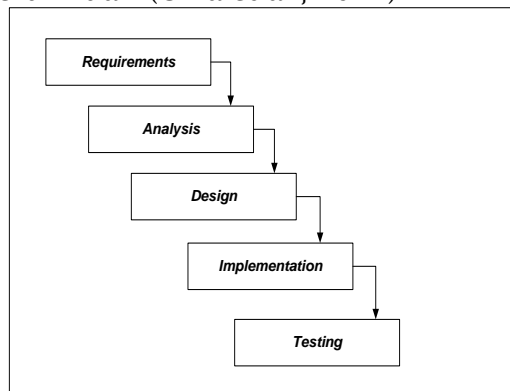 Requirements
Analysis
Design
Implementation
Testing